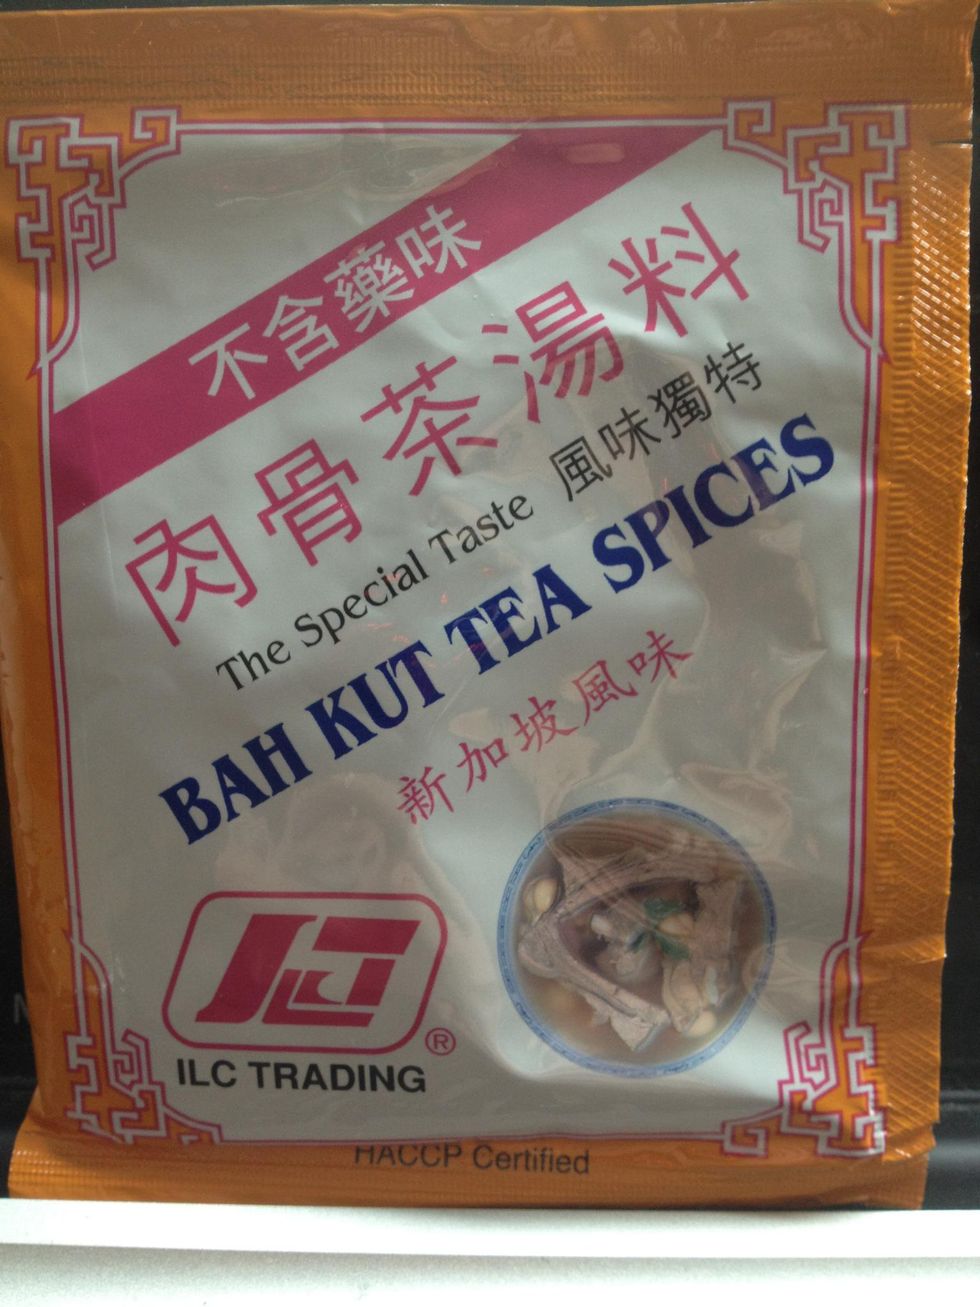 不含藥味
肉骨茶湯料
The Special Taste 風味獨特
BAH KUT TEA SPICES
新加坡風味
ILC
®
ILC TRADING
HACCP Certified